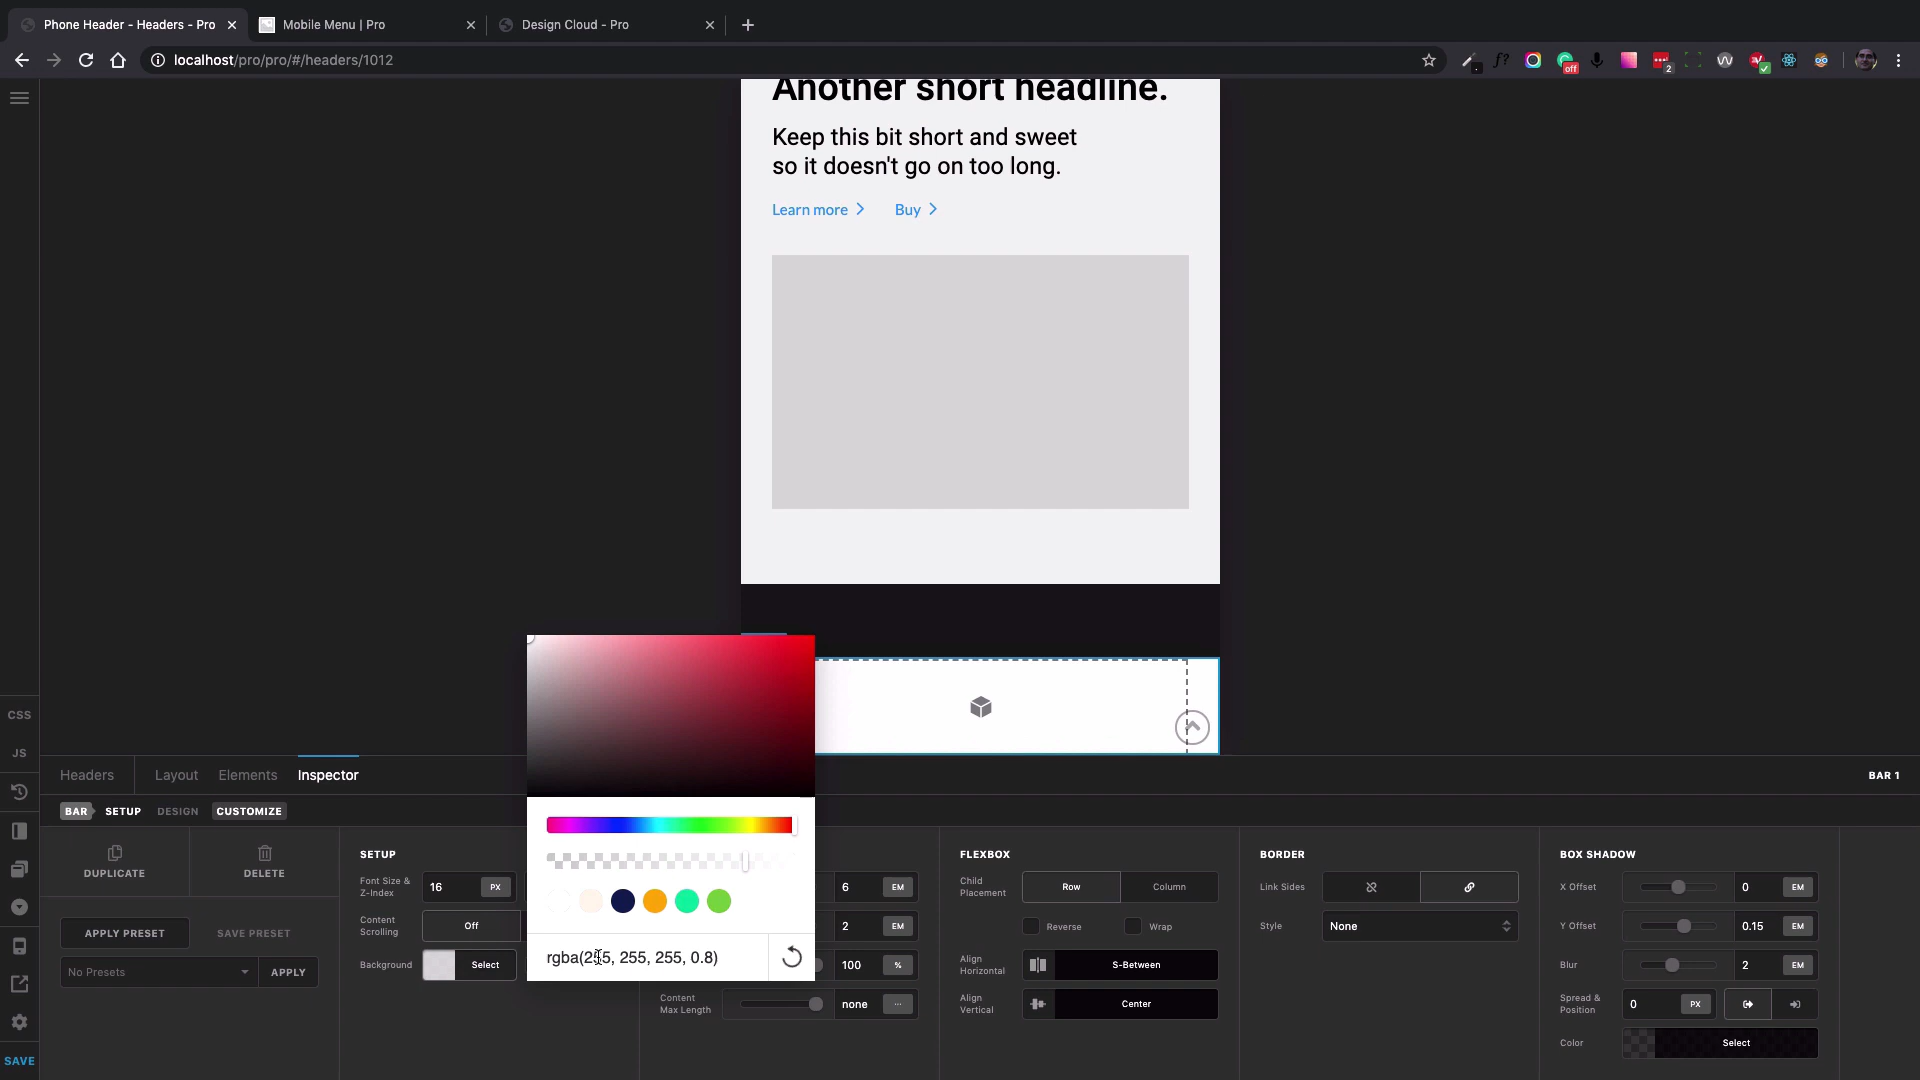 Phone Header - Headers - Pro
Mobile Menu | Pro
Design Cloud - Pro
localhost/pro/pro/#/headers/1012
f?
off
2
Another short headline.
Keep this bit short and sweet
so it doesn't go on too long.
Learn more
Buy
CSS
JS
SAVE
Headers
Layout
Elements
Inspector
BAR 1
BAR
SETUP
DESIGN
CUSTOMIZE
DUPLICATE
DELETE
APPLY PRESET
SAVE PRESET
No Presets
APPLY
SETUP
Font Size &
Z-Index
16
PX
Content
Scrolling
Off
Background
Select
rgba(255, 255, 255, 0.8)
6
EM
2
EM
100
%
Content
Max Length
none
...
FLEXBOX
Child
Placement
Row
Column
Reverse
Wrap
Align
Horizontal
S-Between
Align
Vertical
Center
BORDER
Link Sides
Style
None
BOX SHADOW
X Offset
0
EM
Y Offset
0.15
EM
Blur
2
EM
Spread &
Position
0
PX
Color
Select